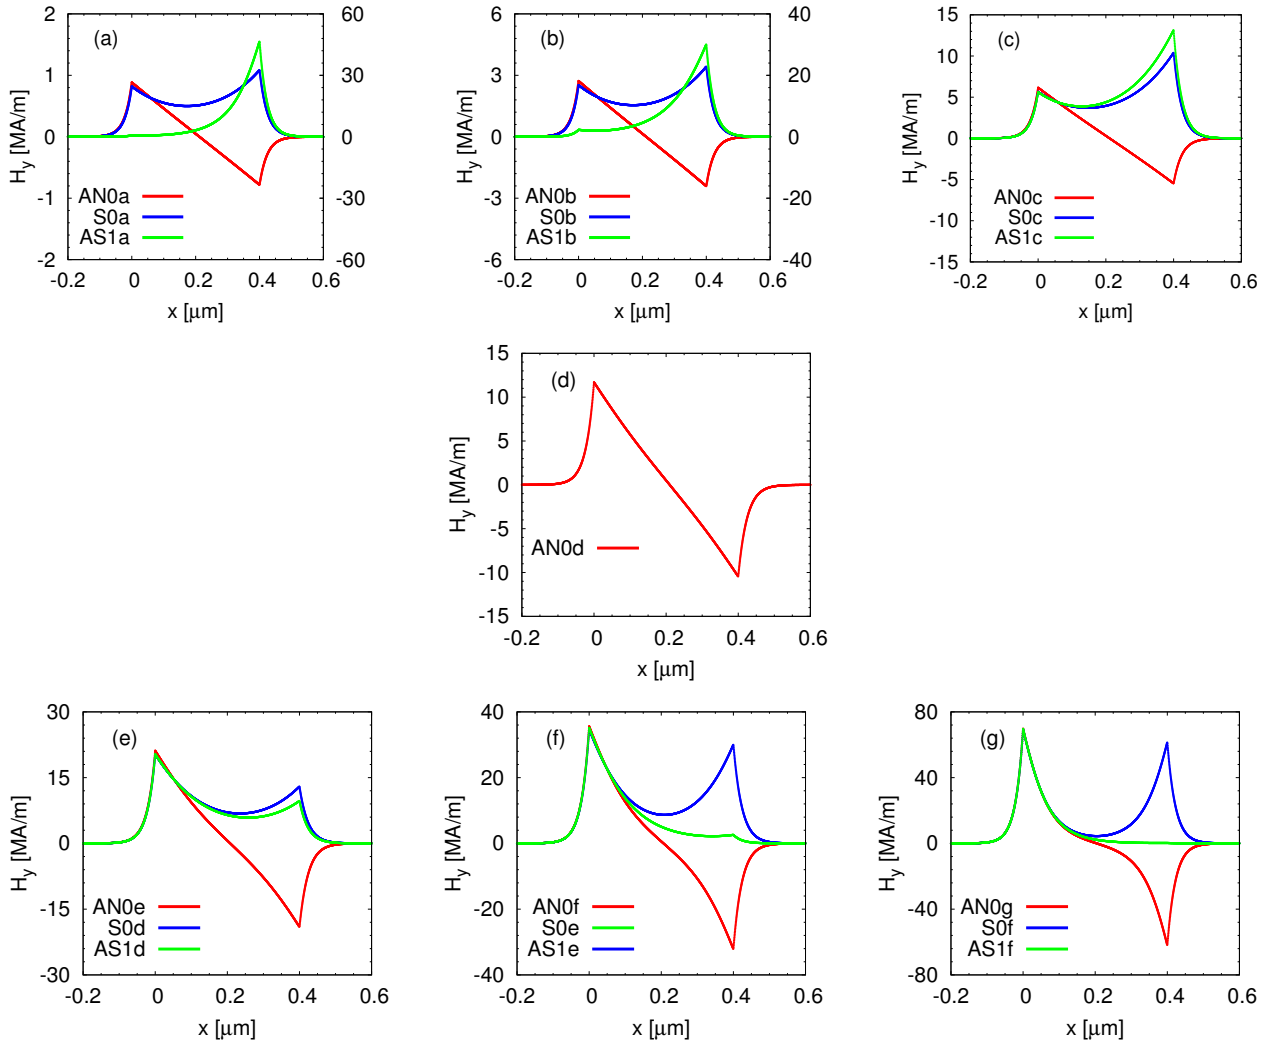 2 60 6 40 15
(a) (b) (c)
1 30 3 20 10
5
0 0 0 0 0
-5
-1 -30 -3 -20 -10
-2 -60 -6 -40 -15
H_y [MA/m] H_y [MA/m] H_y [MA/m]
AN0a AN0b AN0c
S0a S0b S0c
AS1a AS1b AS1c
-0.2 0 0.2 0.4 0.6 -0.2 0 0.2 0.4 0.6 -0.2 0 0.2 0.4 0.6
x [μm] x [μm] x [μm]
15
(d)
10
5
0
-5
-10
-15
H_y [MA/m]
AN0d
-0.2 0 0.2 0.4 0.6
x [μm]
30 40 80
(e) (f) (g)
15 20 40
0 0 0
-15 -20 -40
-30 -40 -80
H_y [MA/m] H_y [MA/m] H_y [MA/m]
AN0e AN0f AN0g
S0d S0e S0f
AS1d AS1e AS1f
-0.2 0 0.2 0.4 0.6 -0.2 0 0.2 0.4 0.6 -0.2 0 0.2 0.4 0.6
x [μm] x [μm] x [μm]